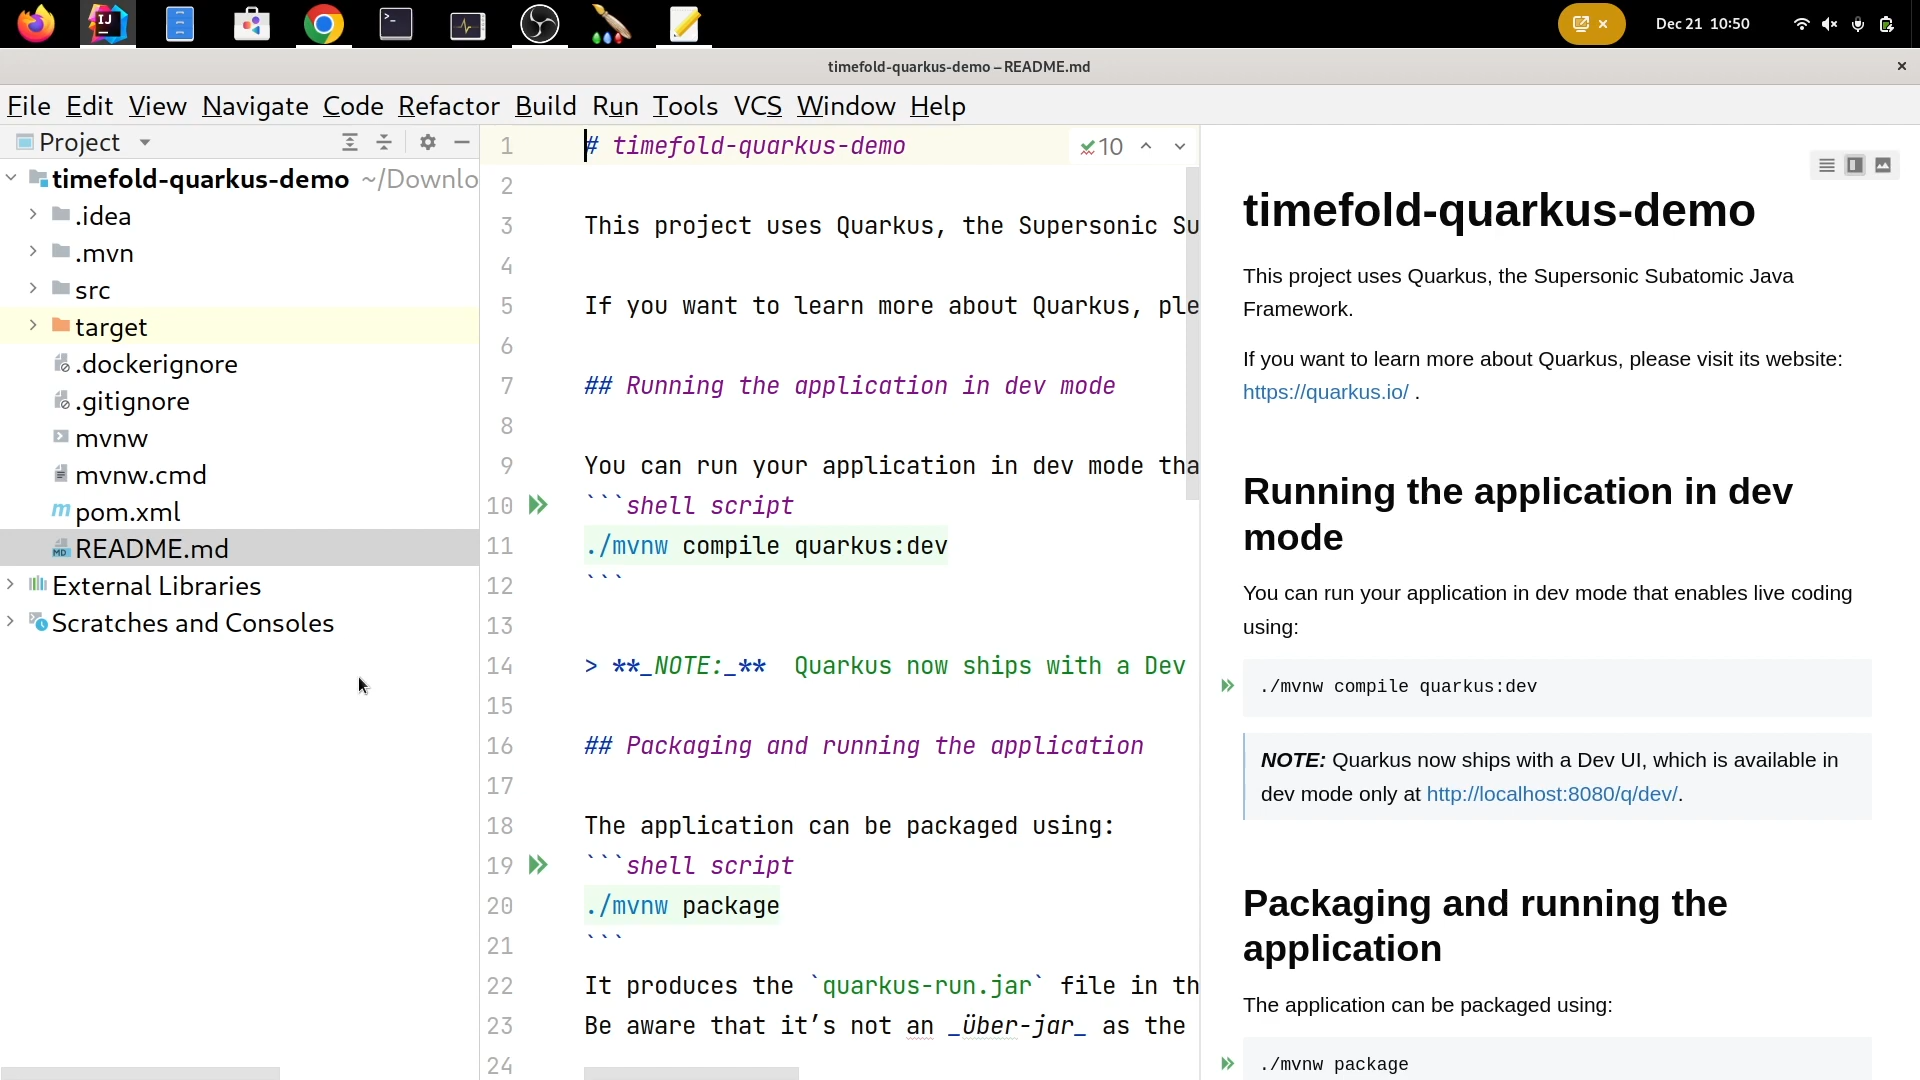 Dec 21 10:50
timefold-quarkus-demo – README.md
File Edit View Navigate Code Refactor Build Run Tools VCS Window Help
Project
timefold-quarkus-demo ~/Downlo
.idea
.mvn
src
target
.dockerignore
.gitignore
mvnw
mvnw.cmd
pom.xml
README.md
External Libraries
Scratches and Consoles
10
1 # timefold-quarkus-demo
2
3 This project uses Quarkus, the Supersonic Su
4
5 If you want to learn more about Quarkus, ple
6
7 ## Running the application in dev mode
8
9 You can run your application in dev mode tha
10 ```shell script
11 ./mvnw compile quarkus:dev
12 ```
13
14 > **_NOTE:_**  Quarkus now ships with a Dev
15
16 ## Packaging and running the application
17
18 The application can be packaged using:
19 ```shell script
20 ./mvnw package
21 ```
22 It produces the `quarkus-run.jar` file in th
23 Be aware that it’s not an _über-jar_ as the
24
timefold-quarkus-demo
This project uses Quarkus, the Supersonic Subatomic Java
Framework.
If you want to learn more about Quarkus, please visit its website:
https://quarkus.io/ .
Running the application in dev
mode
You can run your application in dev mode that enables live coding
using:
./mvnw compile quarkus:dev
NOTE: Quarkus now ships with a Dev UI, which is available in
dev mode only at http://localhost:8080/q/dev/.
Packaging and running the
application
The application can be packaged using:
./mvnw package